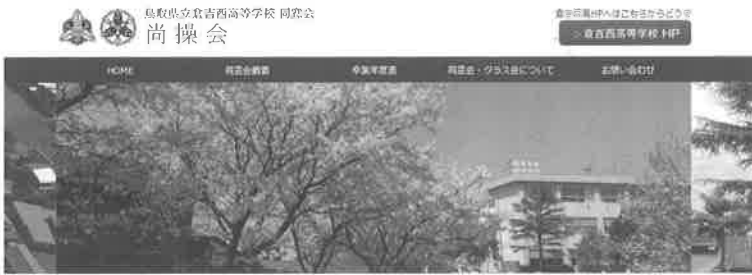 鳥取県立倉吉西高等学校 同窓会
尚操会
倉吉西高HPへはこちらからどうぞ
> 倉吉西高等学校 HP
HOME
同窓会概要
卒業年度表
同窓会・クラス会について
お問い合わせ